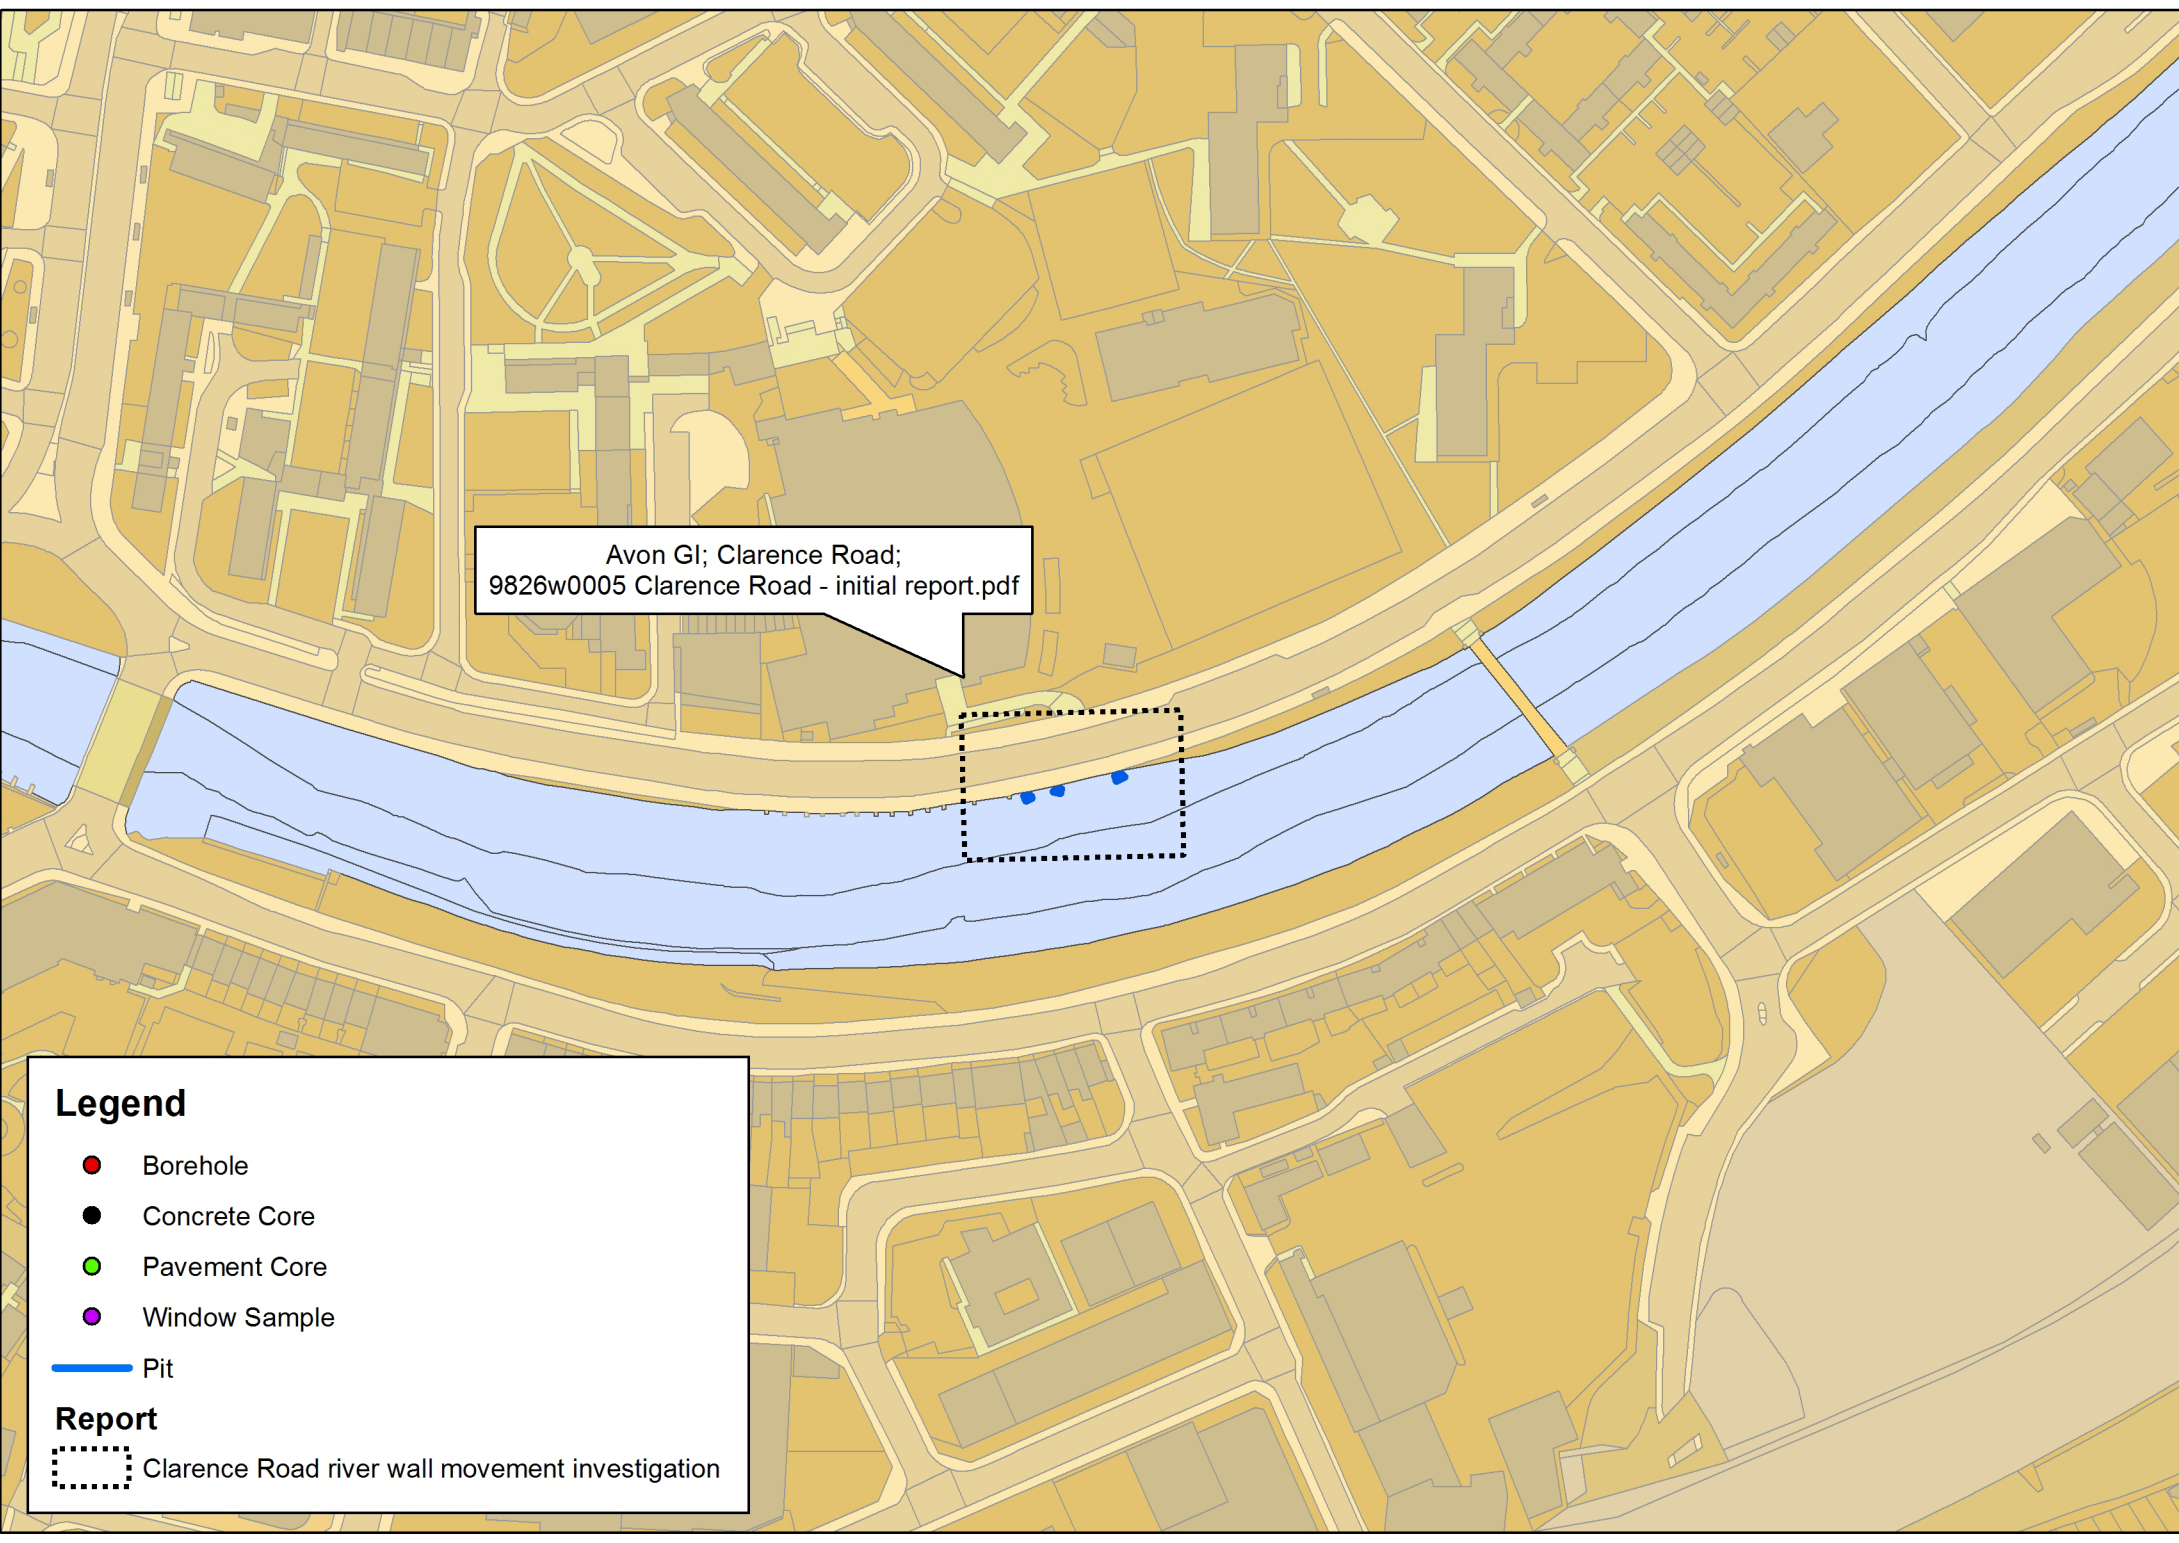 Avon GI; Clarence Road;
9826w0005 Clarence Road - initial report.pdf
Legend
Borehole
Concrete Core
Pavement Core
Window Sample
Pit
Report
Clarence Road river wall movement investigation